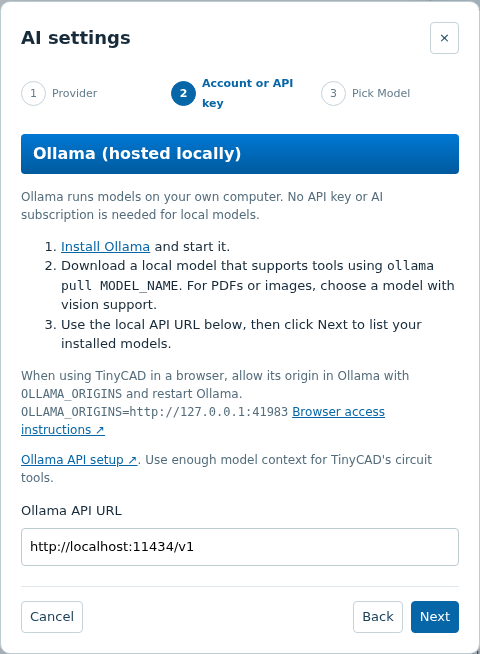 AI settings
×
1 Provider
2 Account or API
key
3 Pick Model
Ollama (hosted locally)
Ollama runs models on your own computer. No API key or AI
subscription is needed for local models.
1. Install Ollama and start it.
2. Download a local model that supports tools using ollama
pull MODEL_NAME. For PDFs or images, choose a model with
vision support.
3. Use the local API URL below, then click Next to list your
installed models.
When using TinyCAD in a browser, allow its origin in Ollama with
OLLAMA_ORIGINS and restart Ollama.
OLLAMA_ORIGINS=http://127.0.0.1:41983 Browser access
instructions ↗
Ollama API setup ↗. Use enough model context for TinyCAD's circuit
tools.
Ollama API URL
http://localhost:11434/v1
Cancel
Back
Next